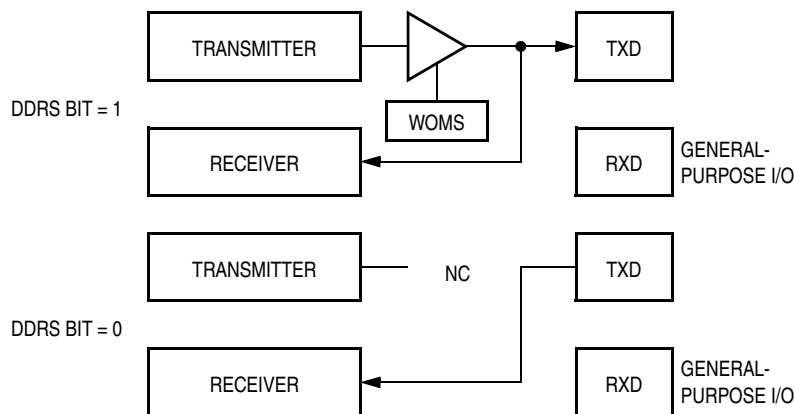 TRANSMITTER
TXD
DDRS BIT = 1
WOMS
RECEIVER
RXD
GENERAL-
PURPOSE I/O
TRANSMITTER
NC
TXD
DDRS BIT = 0
RECEIVER
RXD
GENERAL-
PURPOSE I/O